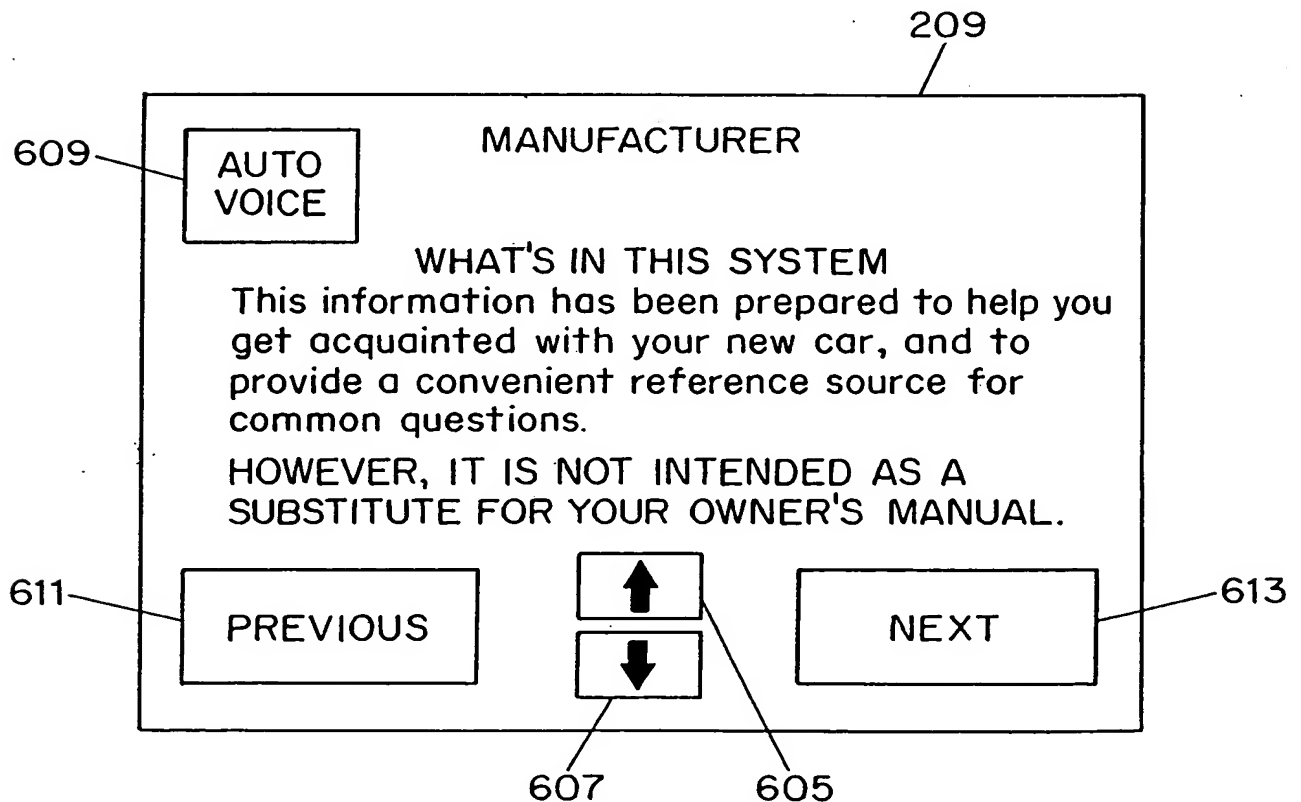 209
MANUFACTURER
609
AUTO
VOICE
WHAT'S IN THIS SYSTEM
This information has been prepared to help you
get acquainted with your new car, and to
provide a convenient reference source for
common questions.
HOWEVER, IT IS NOT INTENDED AS A
SUBSTITUTE FOR YOUR OWNER'S MANUAL.
611
PREVIOUS
NEXT
613
607
605